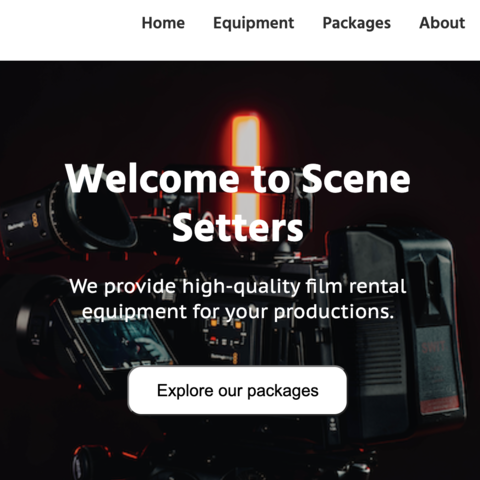 Home Equipment Packages About
Welcome to Scene
Setters
We provide high-quality film rental
equipment for your productions.
Explore our packages